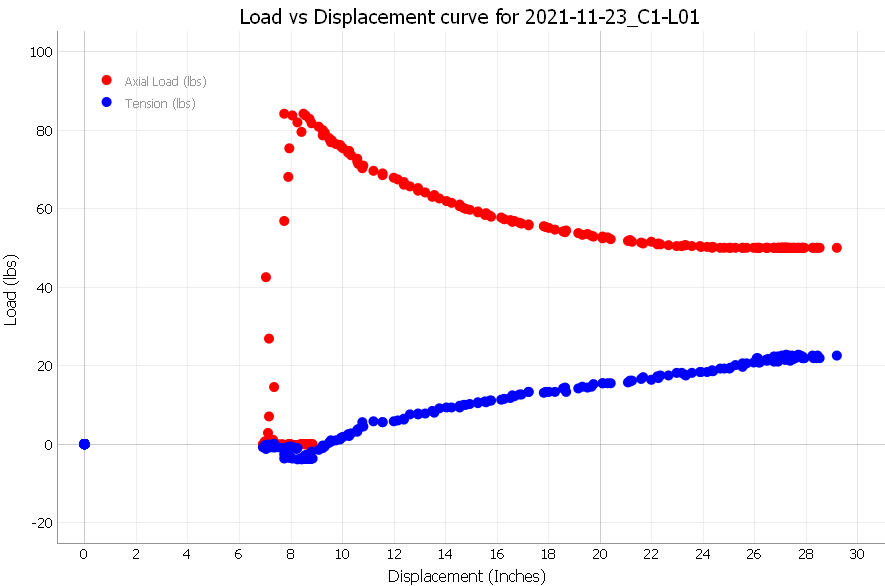 Load vs Displacement curve for 2021-11-23_C1-L01
100
Axial Load (lbs)
Tension (lbs)
80
60
Load (lbs)
40
20
0
-20
0 2 4 6 8 10 12 14 16 18 20 22 24 26 28 30
Displacement (Inches)